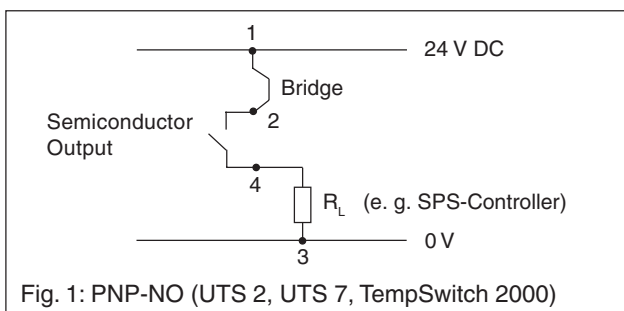 1
24 V DC
Bridge
2
Semiconductor
Output
4
R_L (e. g. SPS-Controller)
0 V
3
Fig. 1: PNP-NO (UTS 2, UTS 7, TempSwitch 2000)